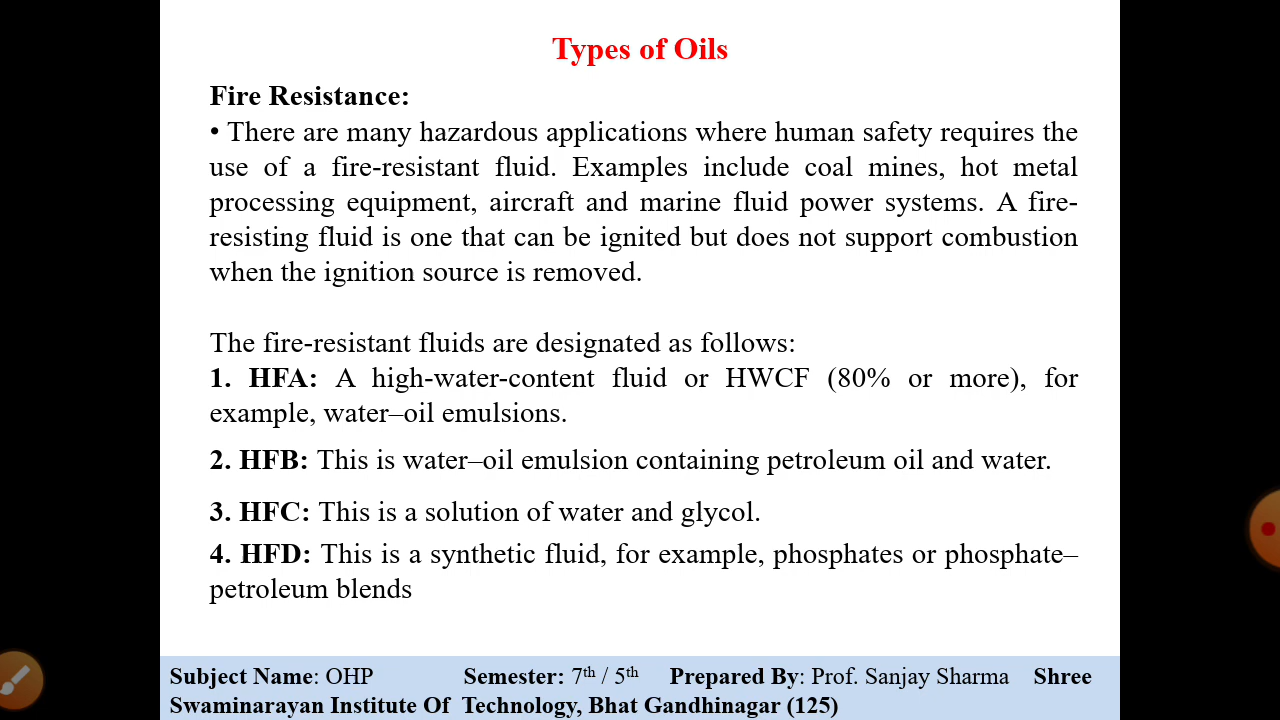 Types of Oils
Fire Resistance:
• There are many hazardous applications where human safety requires the
use of a fire-resistant fluid. Examples include coal mines, hot metal
processing equipment, aircraft and marine fluid power systems. A fire-
resisting fluid is one that can be ignited but does not support combustion
when the ignition source is removed.
The fire-resistant fluids are designated as follows:
1. HFA: A high-water-content fluid or HWCF (80% or more), for
example, water–oil emulsions.
2. HFB: This is water–oil emulsion containing petroleum oil and water.
3. HFC: This is a solution of water and glycol.
4. HFD: This is a synthetic fluid, for example, phosphates or phosphate–
petroleum blends
Subject Name: OHP Semester: 7th / 5th Prepared By: Prof. Sanjay Sharma Shree
Swaminarayan Institute Of Technology, Bhat Gandhinagar (125)